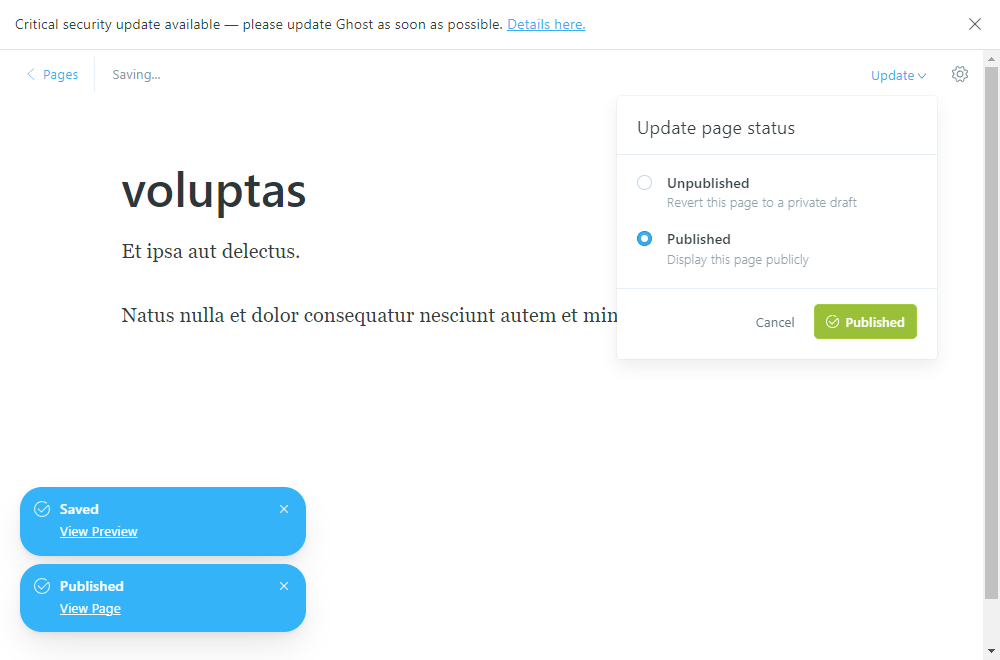 Critical security update available — please update Ghost as soon as possible. Details here.
Pages
Saving...
Update
Update page status
Unpublished
Revert this page to a private draft
Published
Display this page publicly
Cancel
Published
voluptas
Et ipsa aut delectus.
Natus nulla et dolor consequatur nesciunt autem et min
Saved
View Preview
Published
View Page